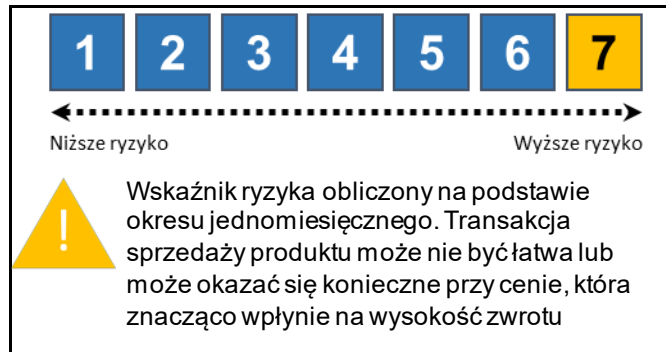 1 2 3 4 5 6 7
Niższe ryzyko Wyższe ryzyko
!
Wskaźnik ryzyka obliczony na podstawie
okresu jednomiesięcznego. Transakcja
sprzedaży produktu może nie być łatwa lub
może okazać się konieczne przy cenie, która
znacząco wpłynie na wysokość zwrotu